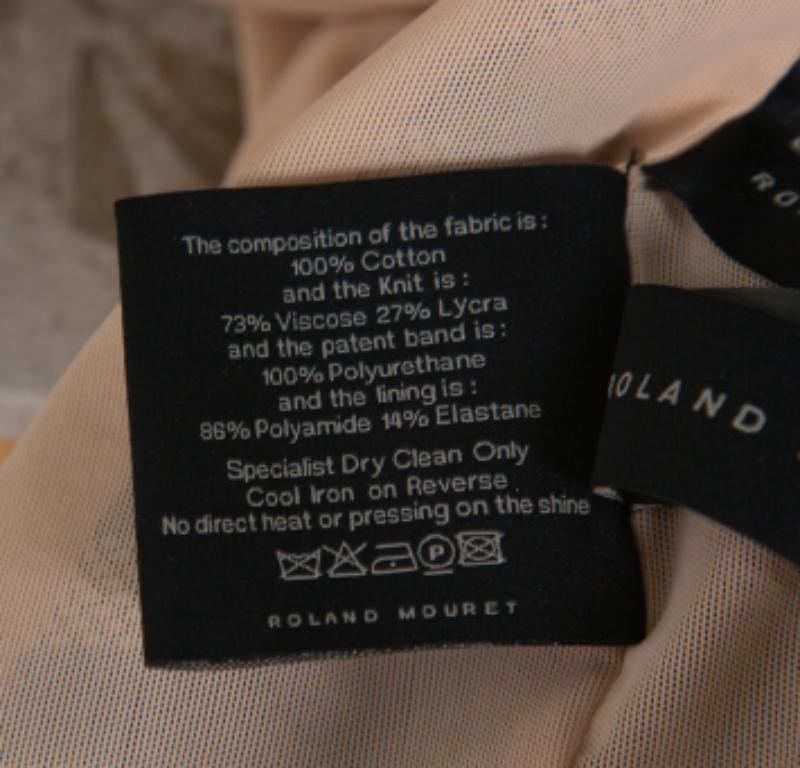 The composition of the fabric is :
100% Cotton
and the Knit is :
73% Viscose 27% Lycra
and the patent band is :
100% Polyurethane
and the lining is :
86% Polyamide 14% Elastane
Specialist Dry Clean Only
Cool Iron on Reverse
No direct heat or pressing on the shine
P
ROLAND MOURET
ROLAND